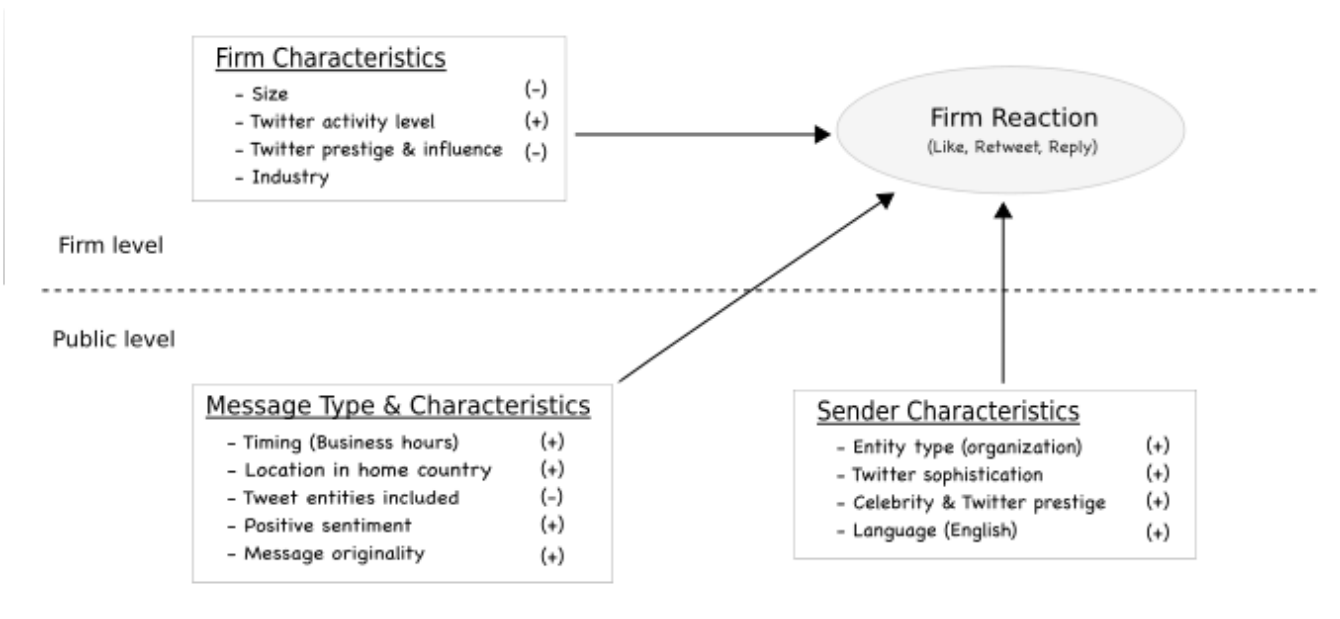 Firm Characteristics
- Size (-)
- Twitter activity level (+)
- Twitter prestige & influence (-)
- Industry
Firm Reaction
(Like, Retweet, Reply)
Firm level
Public level
Message Type & Characteristics
- Timing (Business hours) (+)
- Location in home country (+)
- Tweet entities included (-)
- Positive sentiment (+)
- Message originality (+)
Sender Characteristics
- Entity type (organization) (+)
- Twitter sophistication (+)
- Celebrity & Twitter prestige (+)
- Language (English) (+)